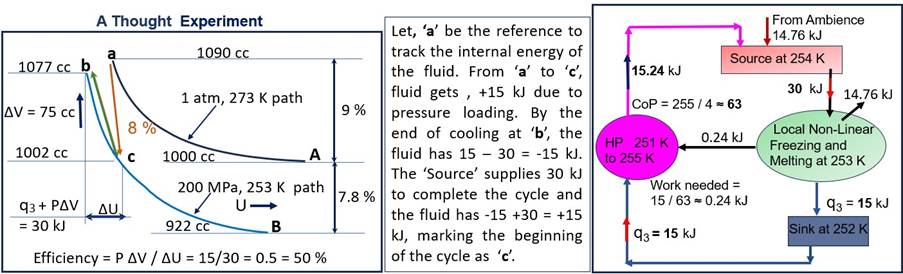 A Thought Experiment
a
1090 cc
1077 cc
b
1 atm, 273 K path
9 %
ΔV = 75 cc
8 %
1002 cc
c
1000 cc
A
200 MPa, 253 K path
7.8 %
U
q3 + PΔV
ΔU
= 30 kJ
922 cc
B
Efficiency = P ΔV / ΔU = 15/30 = 0.5 = 50 %
Let, ‘a’ be the reference to
track the internal energy of
the fluid. From ‘a’ to ‘c’,
fluid gets , +15 kJ due to
pressure loading. By the
end of cooling at ‘b’, the
fluid has 15 – 30 = -15 kJ.
The ‘Source’ supplies 30 kJ
to complete the cycle and
the fluid has -15 +30 = +15
kJ, marking the beginning
of the cycle as ‘c’.
From Ambience
14.76 kJ
Source at 254 K
15.24 kJ
30 kJ
14.76 kJ
CoP = 255 / 4 ≈ 63
0.24 kJ
HP 251 K
to 255 K
Local Non-Linear
Freezing and
Melting at 253 K
Work needed =
15 / 63 ≈ 0.24 kJ
q3 = 15 kJ
Sink at 252 K
q3 = 15 kJ